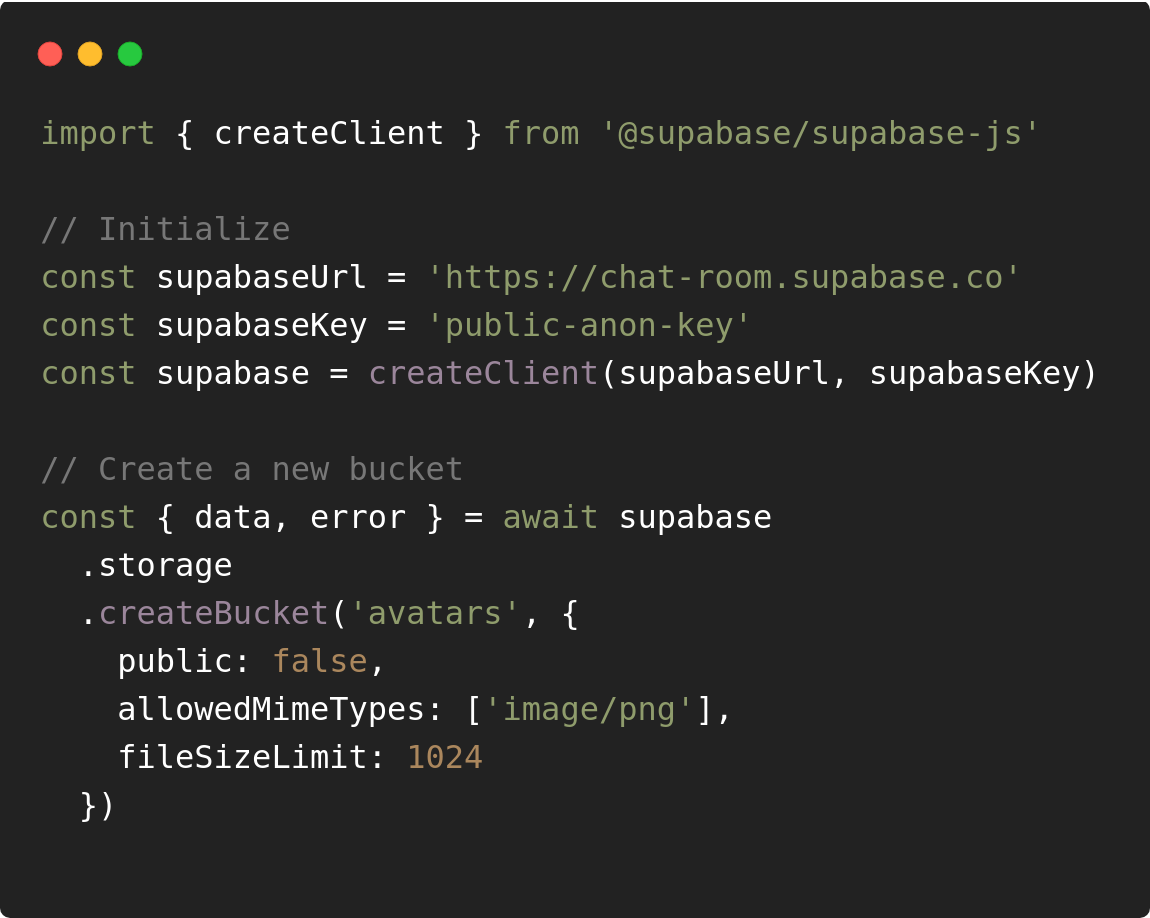 import { createClient } from '@supabase/supabase-js'
// Initialize
const supabaseUrl = 'https://chat-room.supabase.co'
const supabaseKey = 'public-anon-key'
const supabase = createClient(supabaseUrl, supabaseKey)
// Create a new bucket
const { data, error } = await supabase
  .storage
  .createBucket('avatars', {
    public: false,
    allowedMimeTypes: ['image/png'],
    fileSizeLimit: 1024
  })